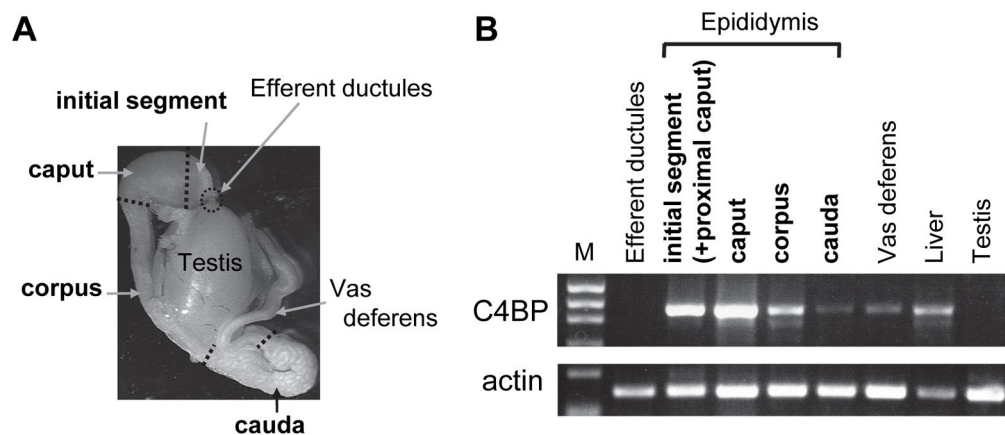 A
initial segment
Efferent ductules
caput
Testis
corpus
Vas
deferens
cauda
B
Epididymis
M
Efferent ductules
initial segment
(+proximal caput)
caput
corpus
cauda
Vas deferens
Liver
Testis
C4BP
actin